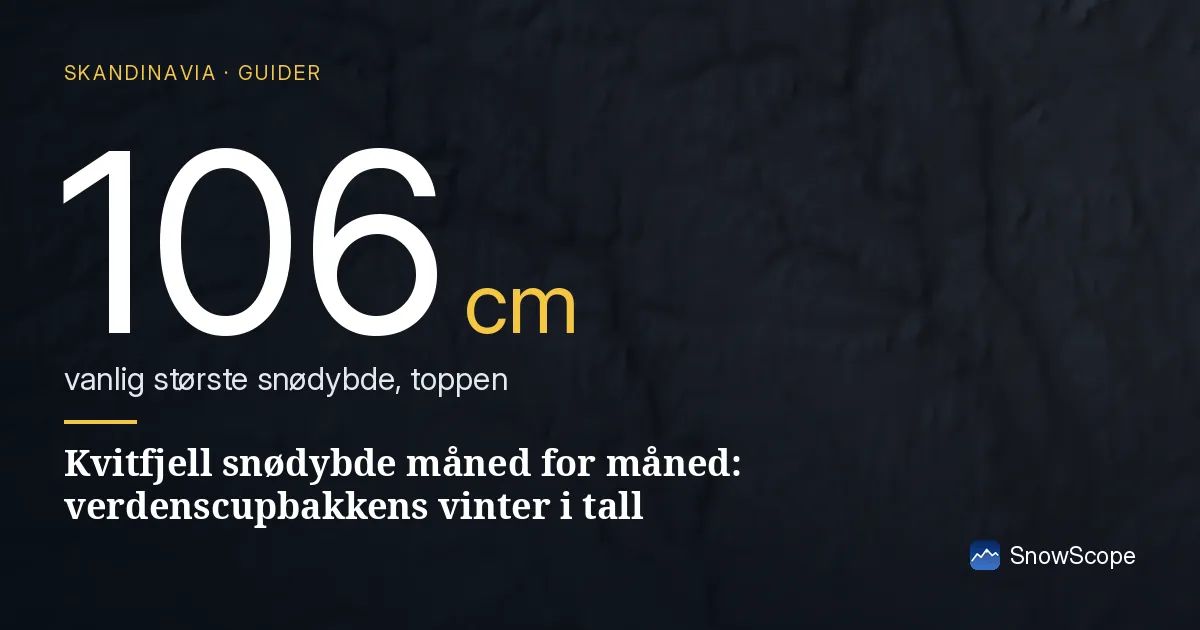 SKANDINAVIA · GUIDER
106 cm
vanlig største snødybde, toppen
Kvitfjell snødybde måned for måned:
verdenscupbakkens vinter i tall
SnowScope